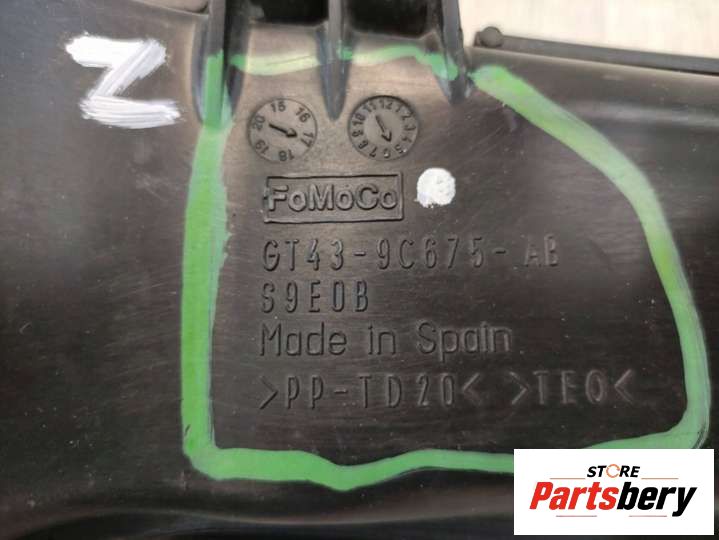 Z
FoMoCo
GT43-9C675-AB
S9E0B
Made in Spain
>PP-TD20< >TEO<
STORE
Partsbery